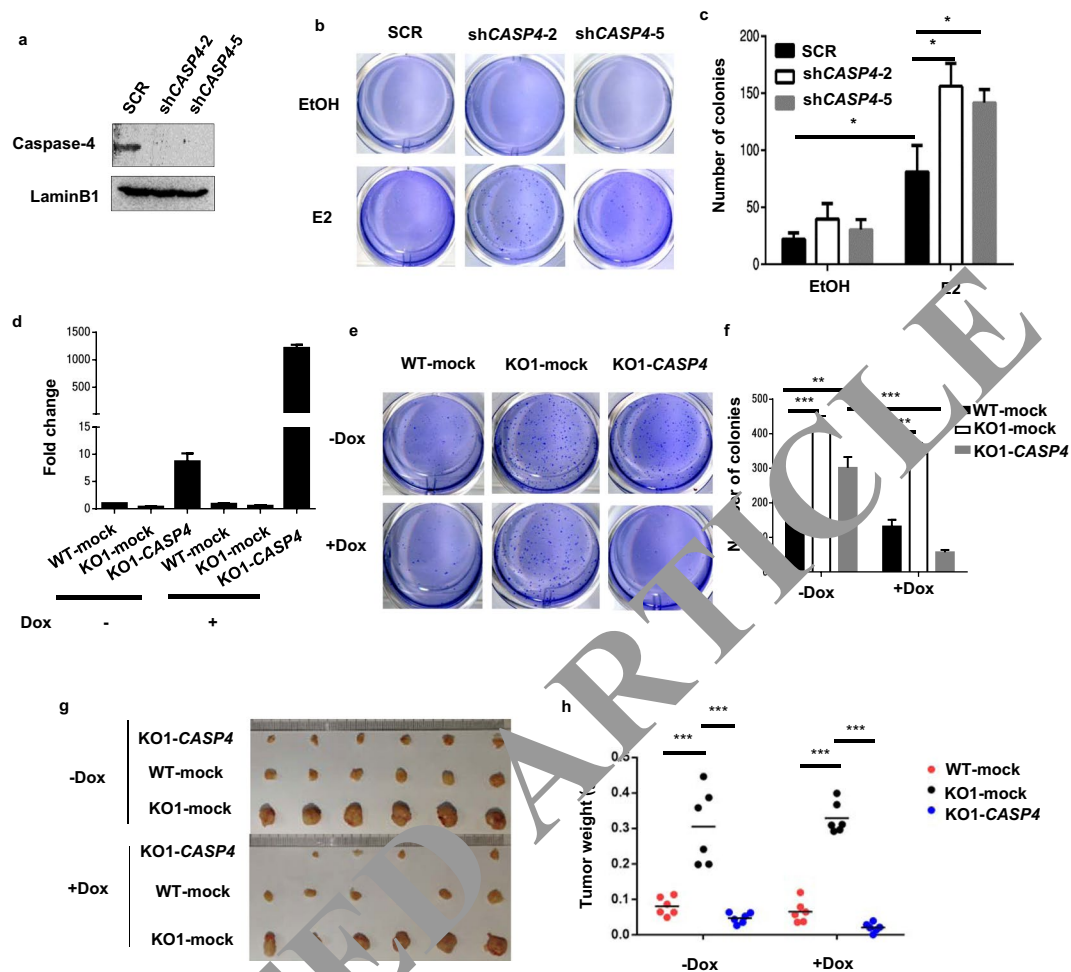 a
SCR
shCASP4-2
shCASP4-5
Caspase-4
LaminB1
b
SCR
shCASP4-2
shCASP4-5
EtOH
E2
c
Number of colonies
200
150
100
50
0
SCR
shCASP4-2
shCASP4-5
*
*
*
EtOH
E2
d
Fold change
1500
1000
500
15
10
5
0
WT-mock
KO1-mock
KO1-CASP4
WT-mock
KO1-mock
KO1-CASP4
Dox - +
e
WT-mock
KO1-mock
KO1-CASP4
-Dox
+Dox
f
of colonies
500
400
300
200
**
***
***
WT-mock
KO1-mock
KO1-CASP4
-Dox
+Dox
g
-Dox
KO1-CASP4
WT-mock
KO1-mock
+Dox
KO1-CASP4
WT-mock
KO1-mock
h
Tumor weight
0.4
0.3
0.2
0.1
0.0
***
***
***
***
WT-mock
KO1-mock
KO1-CASP4
-Dox
+Dox
ARTICLE